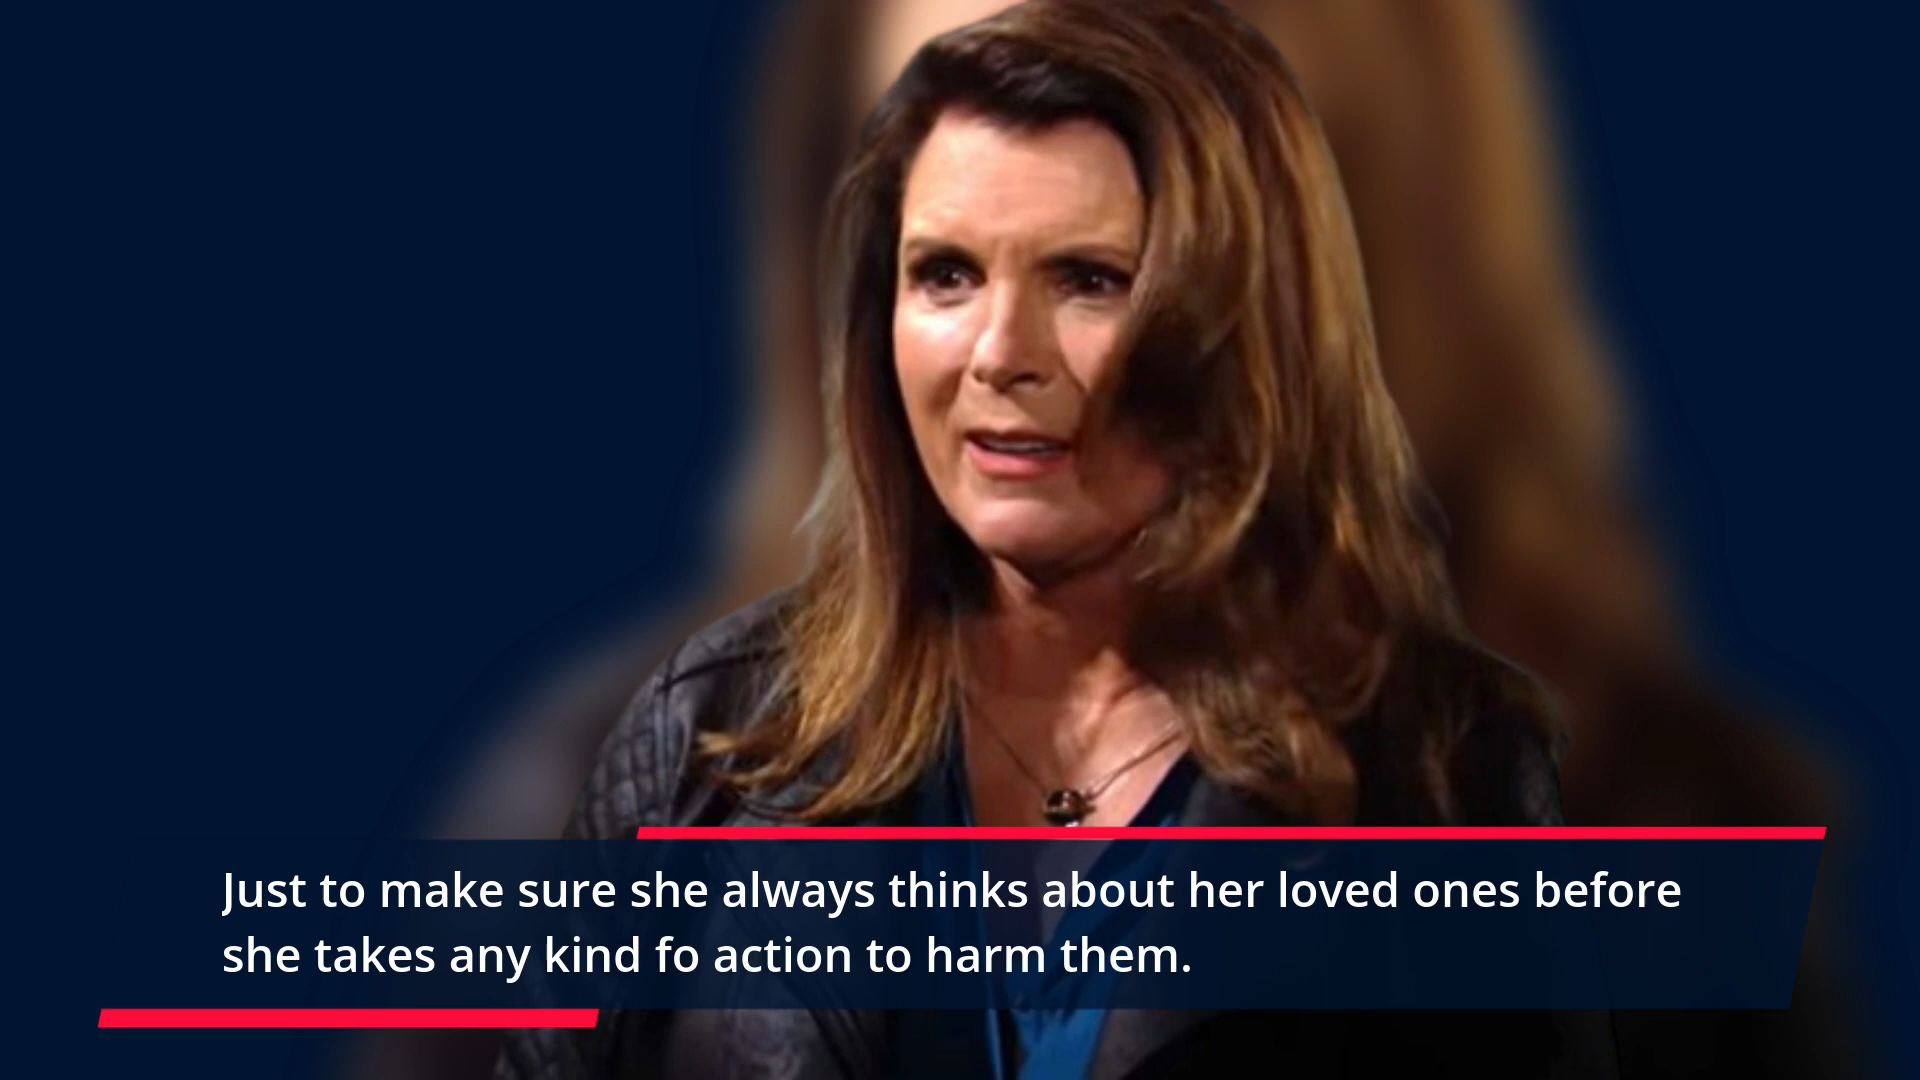 Just to make sure she always thinks about her loved ones before
she takes any kind fo action to harm them.